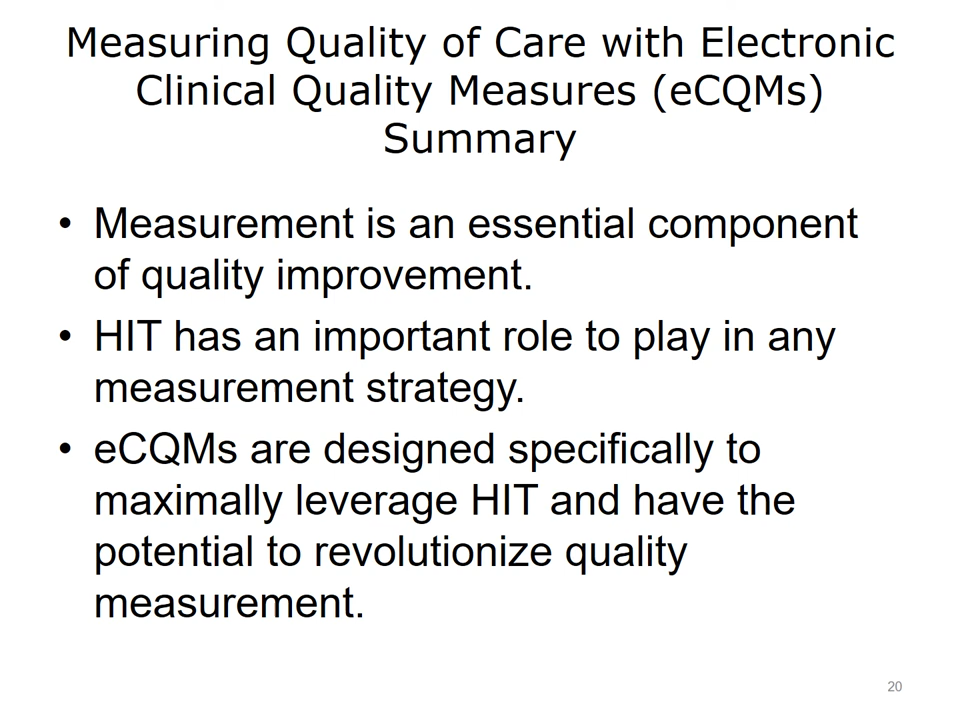 Measuring Quality of Care with Electronic
Clinical Quality Measures (eCQMs)
Summary
• Measurement is an essential component
of quality improvement.
• HIT has an important role to play in any
measurement strategy.
• eCQMs are designed specifically to
maximally leverage HIT and have the
potential to revolutionize quality
measurement.
20